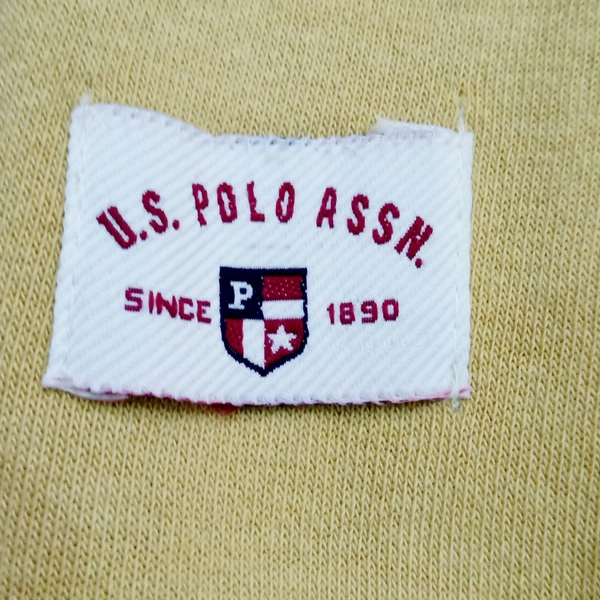 U.S. POLO ASSN.
P
SINCE 1890